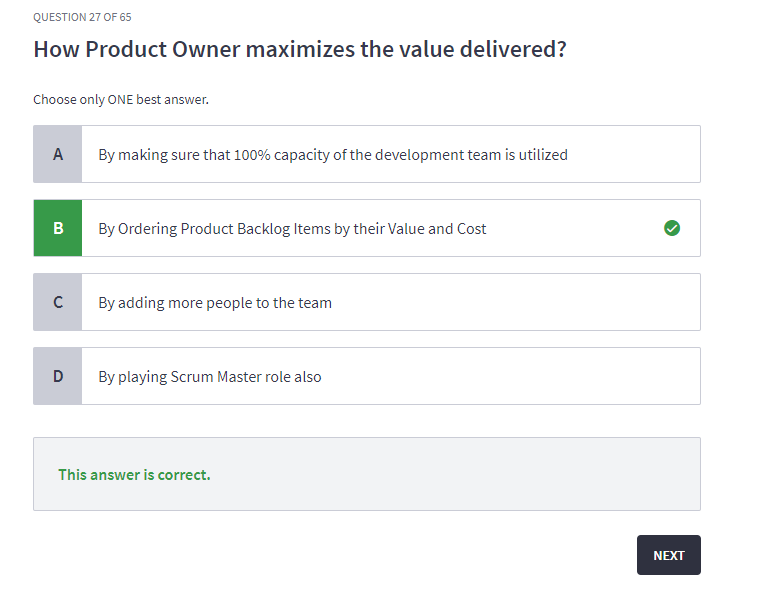 QUESTION 27 OF 65
How Product Owner maximizes the value delivered?
Choose only ONE best answer.
A By making sure that 100% capacity of the development team is utilized
B By Ordering Product Backlog Items by their Value and Cost
C By adding more people to the team
D By playing Scrum Master role also
This answer is correct.
NEXT